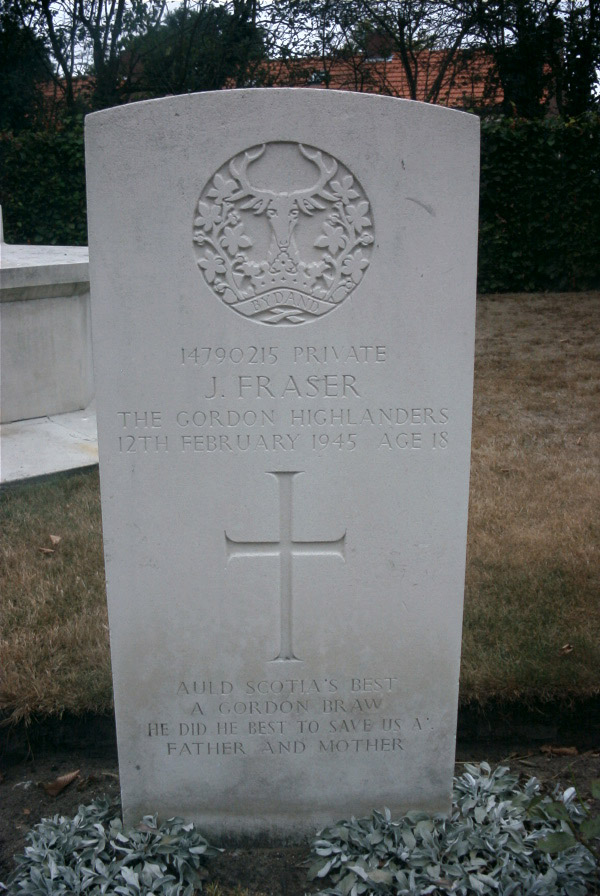 BYDAND
14790215 PRIVATE
J. FRASER
THE GORDON HIGHLANDERS
12TH FEBRUARY 1945 AGE 18
AULD SCOTIA'S BEST
A GORDON BRAW
HE DID HE BEST TO SAVE US A'.
FATHER AND MOTHER